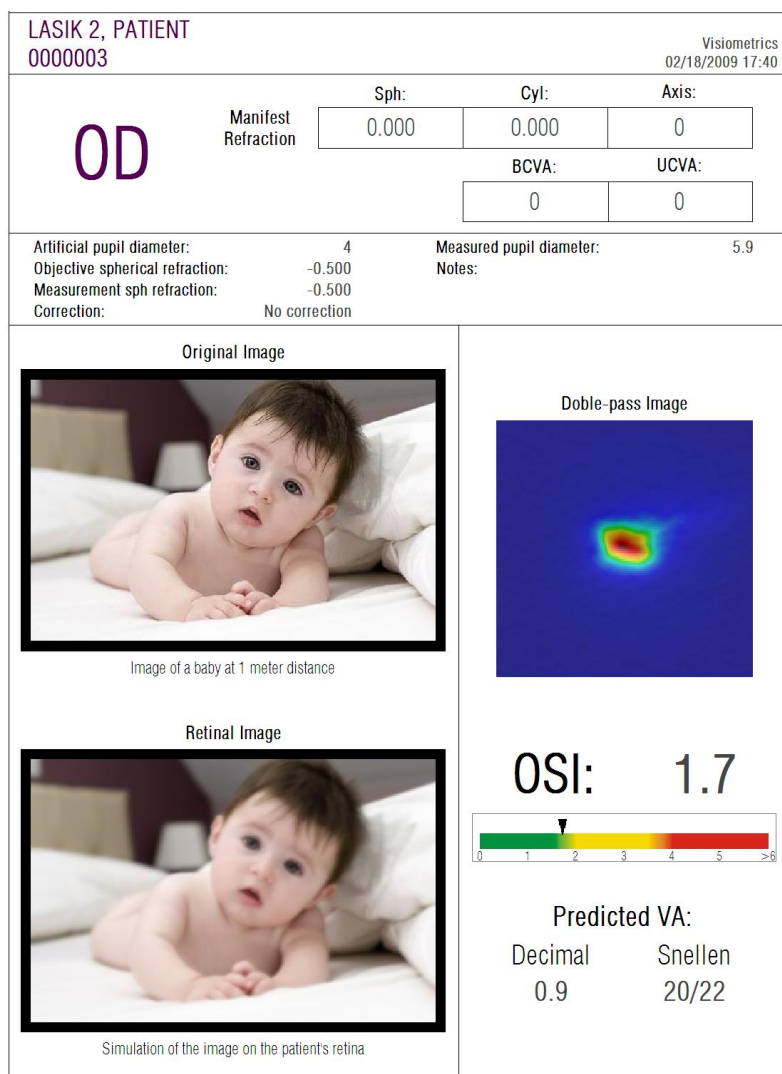 LASIK 2, PATIENT
0000003
Visiometrics
02/18/2009 17:40
OD
Manifest
Refraction
Sph: Cyl: Axis:
0.000 0.000 0
BCVA: UCVA:
0 0
Artificial pupil diameter: 4
Objective spherical refraction: -0.500
Measurement sph refraction: -0.500
Correction: No correction
Measured pupil diameter: 5.9
Notes:
Original Image
Image of a baby at 1 meter distance
Retinal Image
Simulation of the image on the patient's retina
Doble-pass Image
OSI: 1.7
0 1 2 3 4 5 >6
Predicted VA:
Decimal Snellen
0.9 20/22